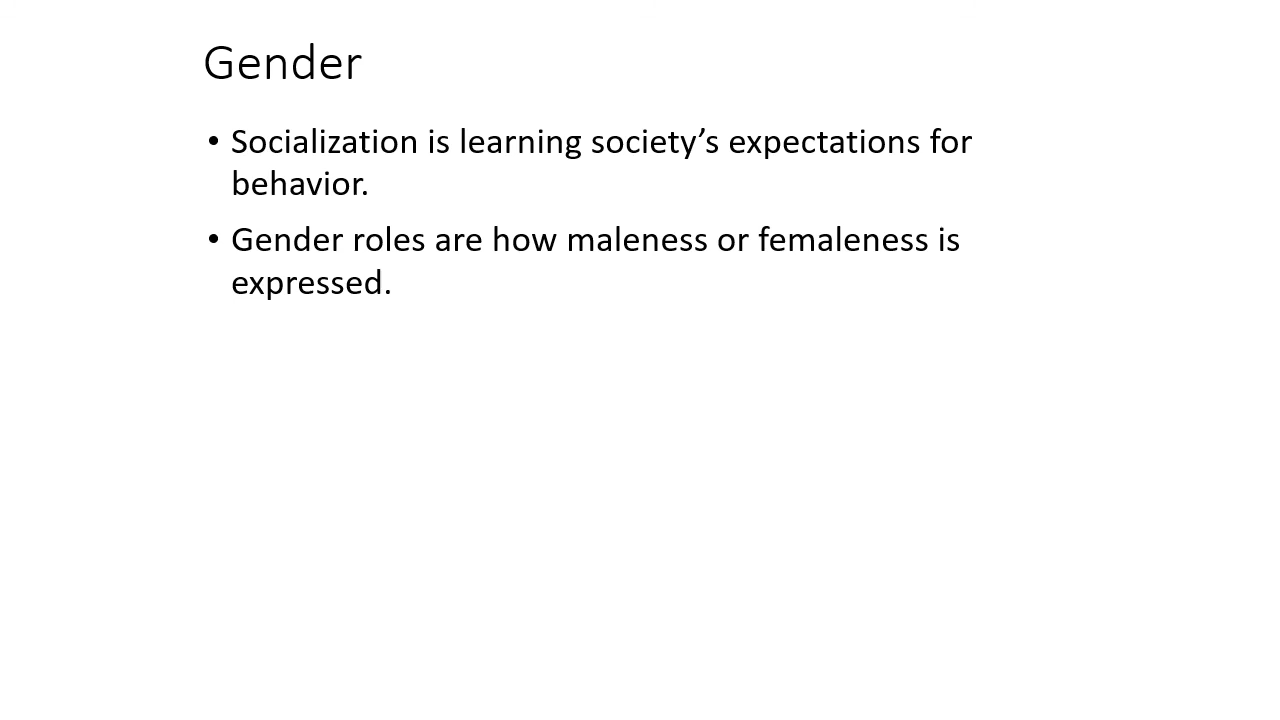 Gender
• Socialization is learning society’s expectations for
behavior.
• Gender roles are how maleness or femaleness is
expressed.